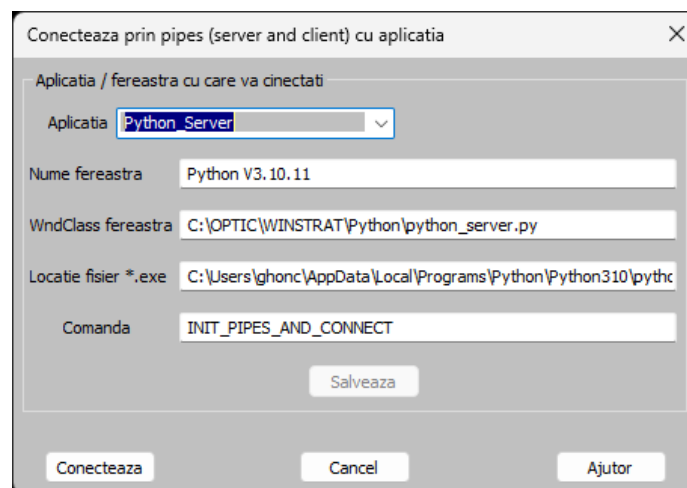 Conecteaza prin pipes (server and client) cu aplicatia
Aplicatia / fereastra cu care va cinectati
Aplicatia Python_Server
Nume fereastra Python V3.10.11
WndClass fereastra C:\OPTIC\WINSTRAT\Python\python_server.py
Locatie fisier *.exe C:\Users\ghonc\AppData\Local\Programs\Python\Python310\pythc
Comanda INIT_PIPES_AND_CONNECT
Salveaza
Conecteaza Cancel Ajutor